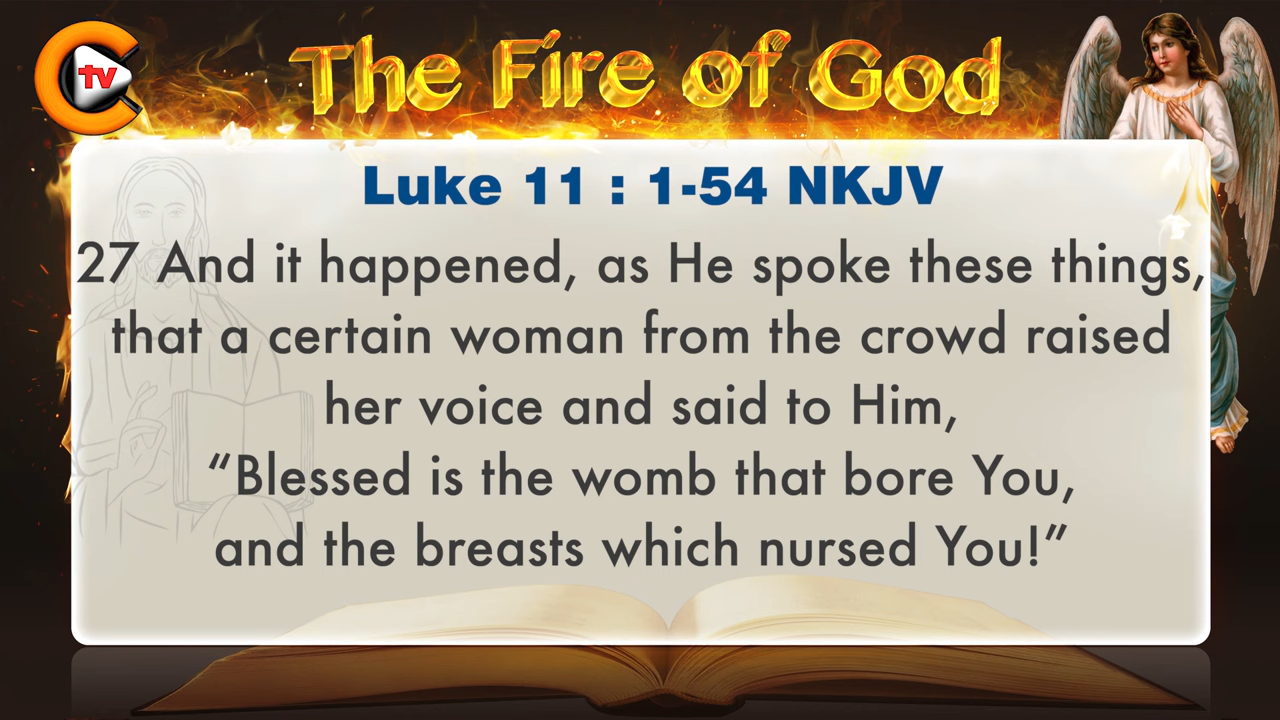 tv
The Fire of God
Luke 11 : 1-54 NKJV
27 And it happened, as He spoke these things,
that a certain woman from the crowd raised
her voice and said to Him,
“Blessed is the womb that bore You,
and the breasts which nursed You!”